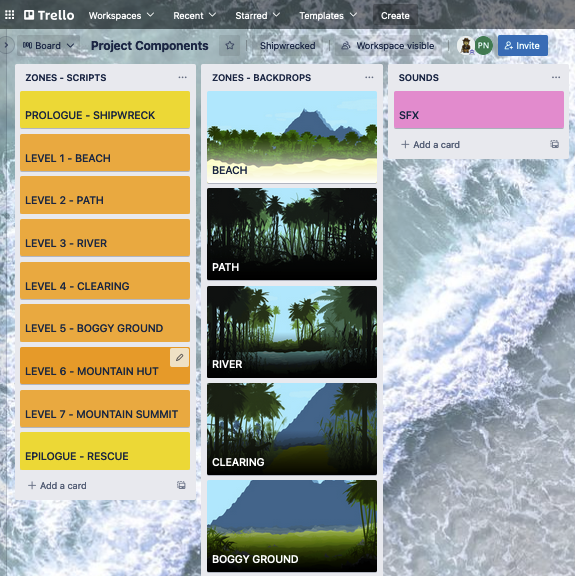 Trello
Workspaces
Recent
Starred
Templates
Create
Board
Project Components
Shipwrecked
Workspace visible
PN
Invite
ZONES - SCRIPTS
PROLOGUE - SHIPWRECK
LEVEL 1 - BEACH
LEVEL 2 - PATH
LEVEL 3 - RIVER
LEVEL 4 - CLEARING
LEVEL 5 - BOGGY GROUND
LEVEL 6 - MOUNTAIN HUT
LEVEL 7 - MOUNTAIN SUMMIT
EPILOGUE - RESCUE
+ Add a card
ZONES - BACKDROPS
BEACH
PATH
RIVER
CLEARING
BOGGY GROUND
SOUNDS
SFX
+ Add a card